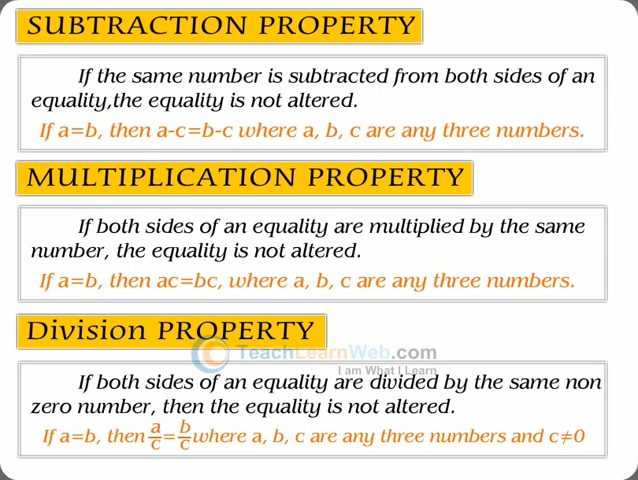 SUBTRACTION PROPERTY
If the same number is subtracted from both sides of an
equality,the equality is not altered.
If a=b, then a-c=b-c where a, b, c are any three numbers.
MULTIPLICATION PROPERTY
If both sides of an equality are multiplied by the same
number, the equality is not altered.
If a=b, then ac=bc, where a, b, c are any three numbers.
Division PROPERTY
TeachLearnWeb.com
I am What I Learn
If both sides of an equality are divided by the same non
zero number, then the equality is not altered.
If a=b, then a/c=b/c where a, b, c are any three numbers and c≠0